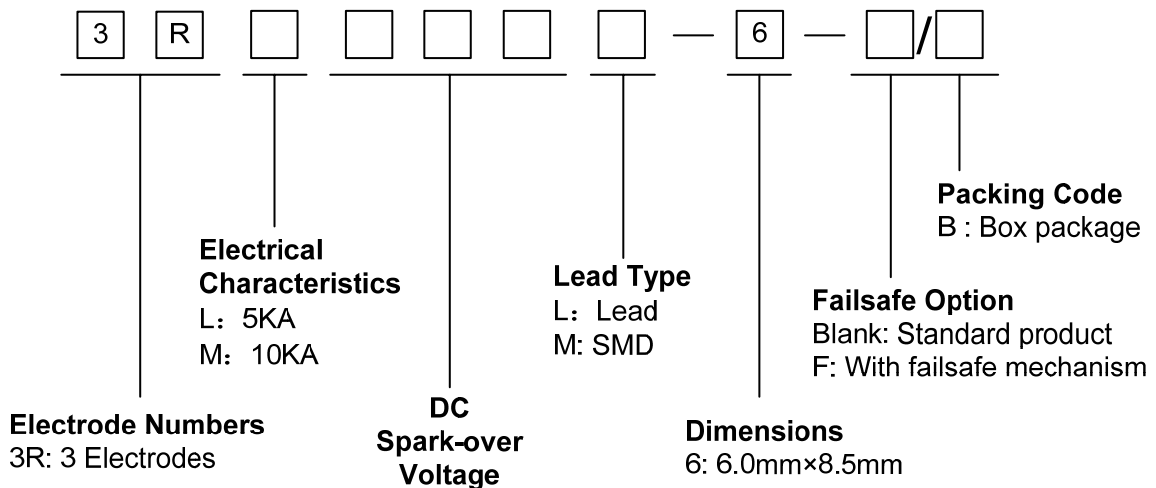 3 R — 6 — /
Packing Code
B : Box package
Electrical
Characteristics
L：5KA
M：10KA
Lead Type
L：Lead
M: SMD
Failsafe Option
Blank: Standard product
F: With failsafe mechanism
Electrode Numbers
3R: 3 Electrodes
DC
Spark-over
Voltage
Dimensions
6: 6.0mm×8.5mm